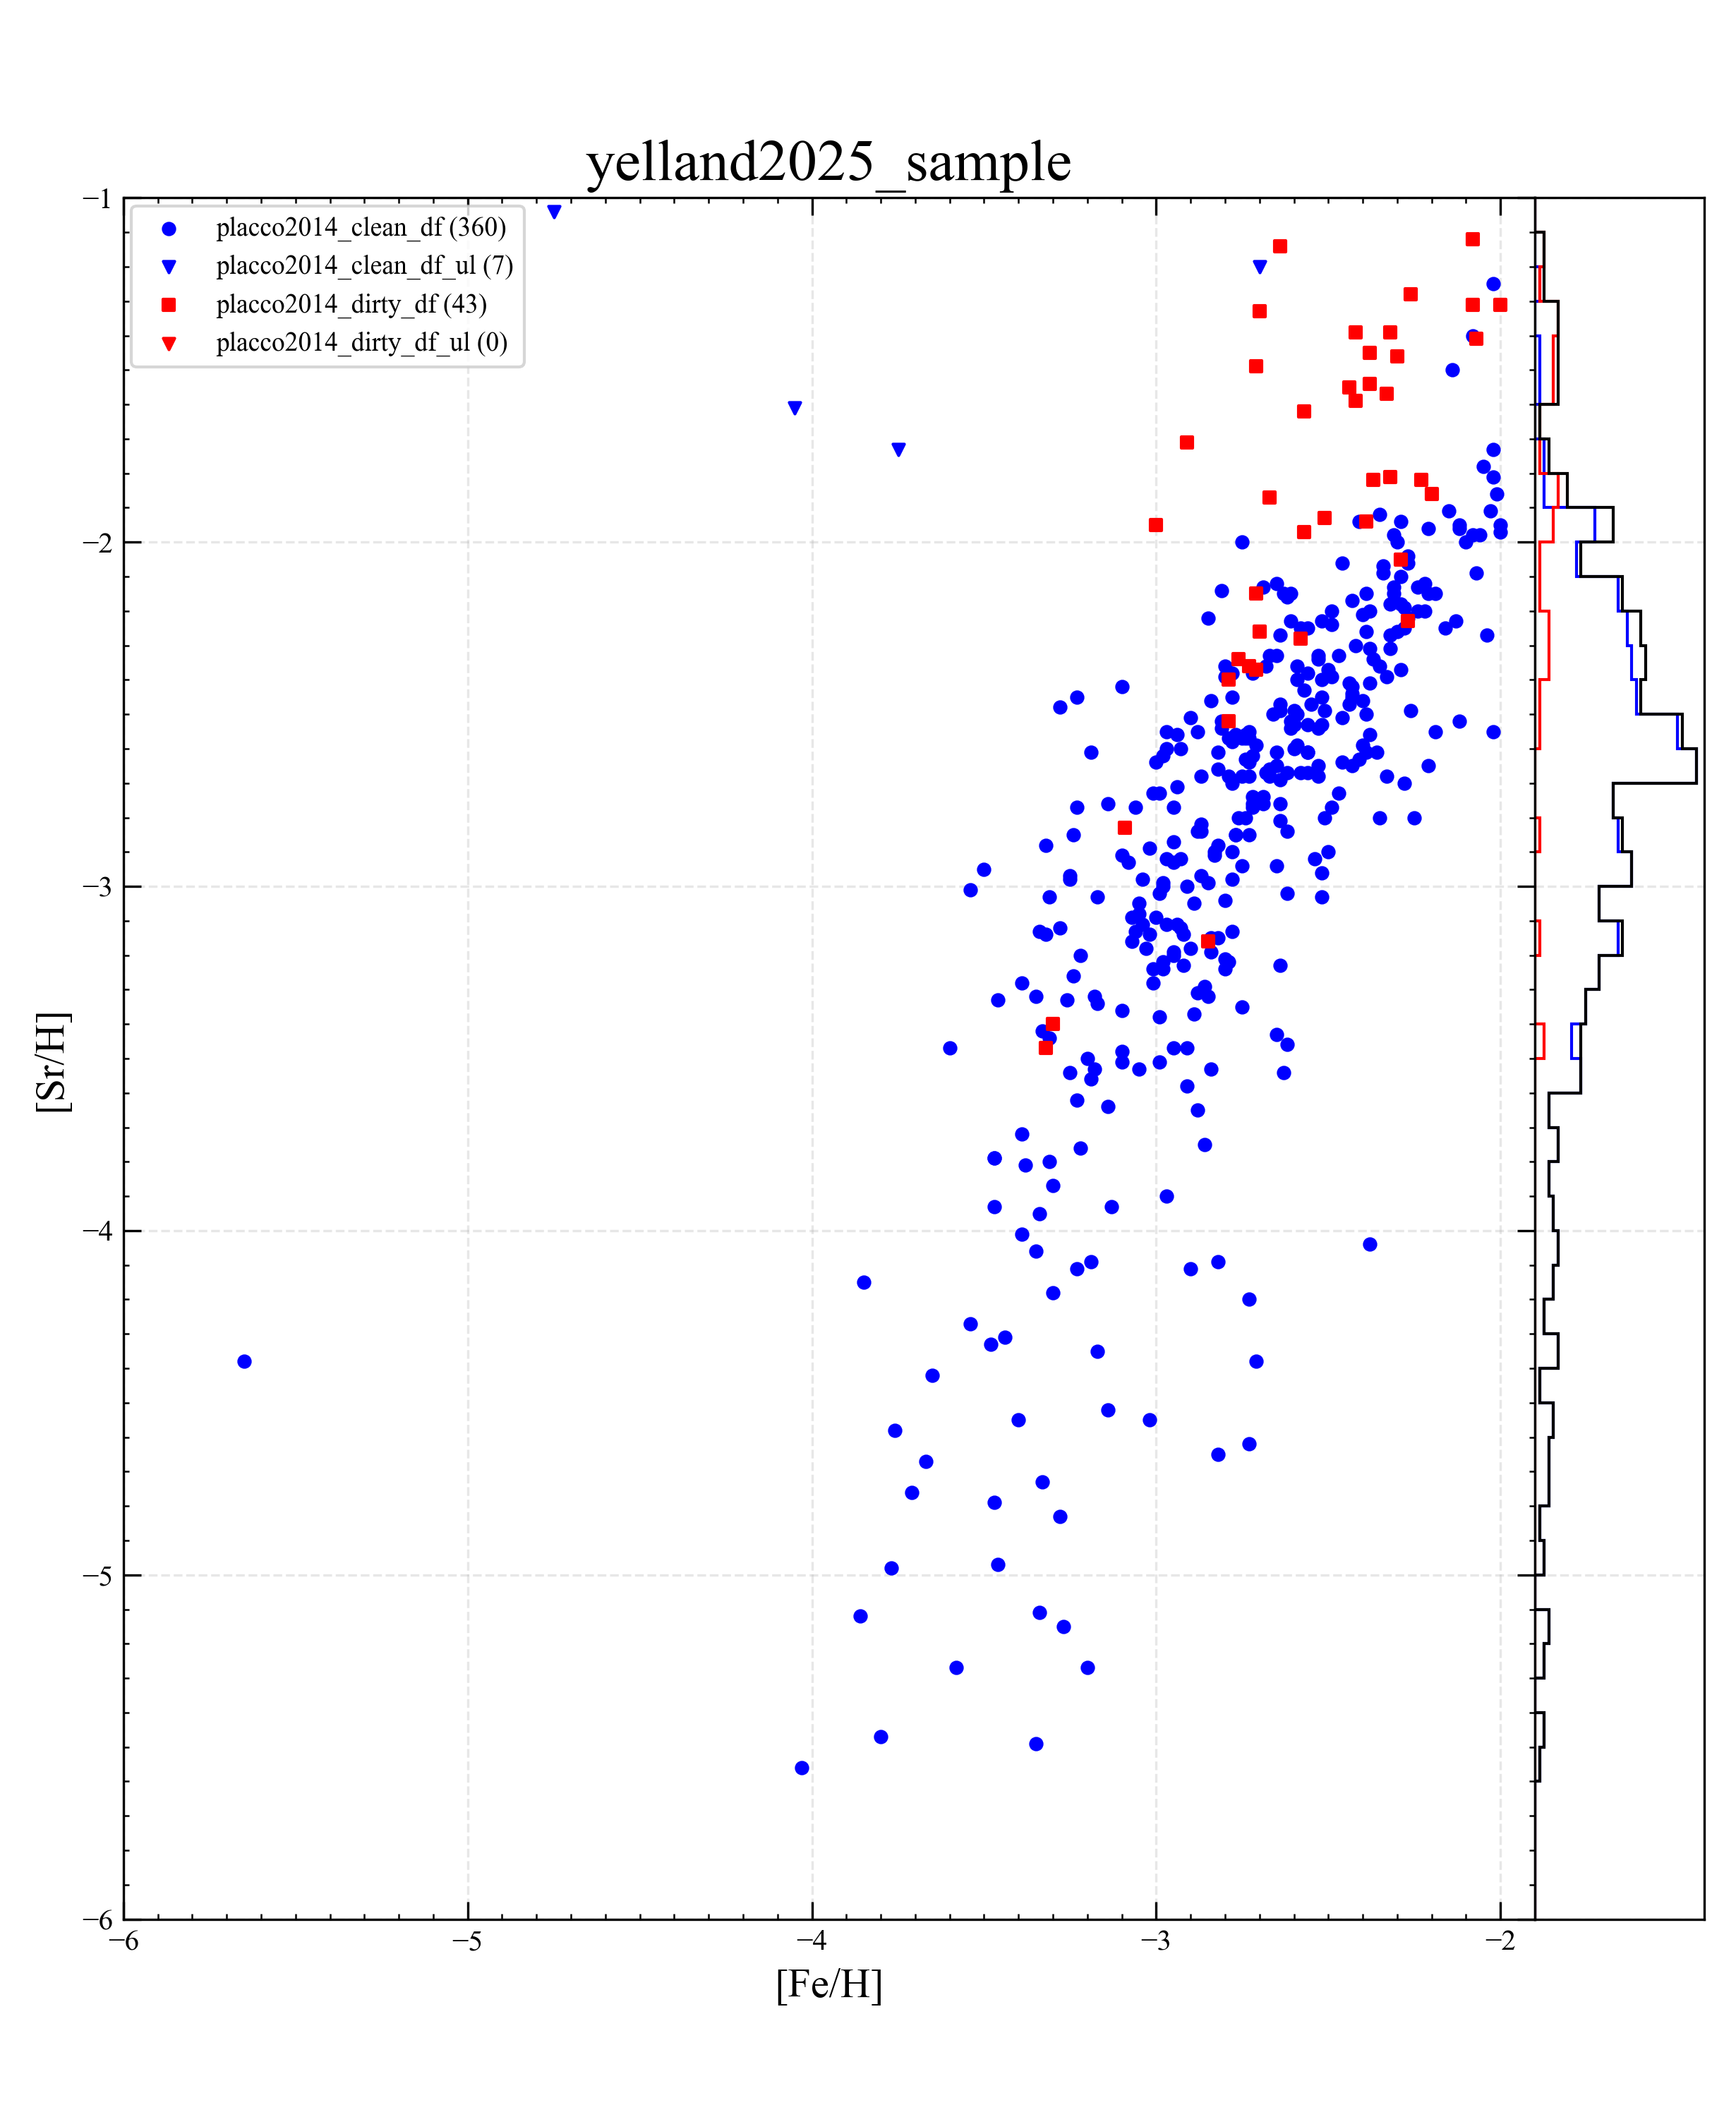 yelland2025_sample
placco2014_clean_df (360)
placco2014_clean_df_ul (7)
placco2014_dirty_df (43)
placco2014_dirty_df_ul (0)
−1
−2
−3
−4
−5
−6
[Sr/H]
−6 −5 −4 −3 −2
[Fe/H]